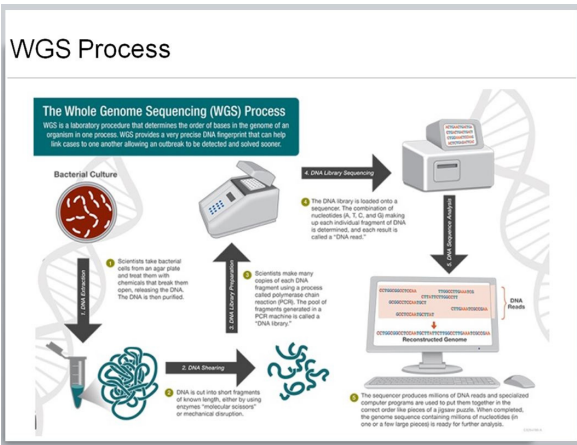 WGS Process
The Whole Genome Sequencing (WGS) Process
WGS is a laboratory procedure that determines the order of bases in the genome of an
organism in one process. WGS provides a very precise DNA fingerprint that can help
link cases to one another allowing an outbreak to be detected and solved sooner.
Bacterial Culture
1. DNA Extraction
1 Scientists take bacterial
cells from an agar plate
and treat them with
chemicals that break them
open, releasing the DNA.
The DNA is then purified.
2. DNA Shearing
2 DNA is cut into short fragments
of known length, either by using
enzymes "molecular scissors"
or mechanical disruption.
3. DNA Library Preparation
3 Scientists make many
copies of each DNA
fragment using a process
called polymerase chain
reaction (PCR). The pool of
fragments generated in a
PCR machine is called a
"DNA library."
4. DNA Library Sequencing
4 The DNA library is loaded onto a
sequencer. The combination of
nucleotides (A, T, C, and G) making
up each individual fragment of DNA
is determined, and each result is
called a "DNA read."
5. DNA Sequence Analysis
DNA
Reads
Reconstructed Genome
5 The sequencer produces millions of DNA reads and specialized
computer programs are used to put them together in the
correct order like pieces of a jigsaw puzzle. When completed,
the genome sequence containing millions of nucleotides (in
one or a few large pieces) is ready for further analysis.